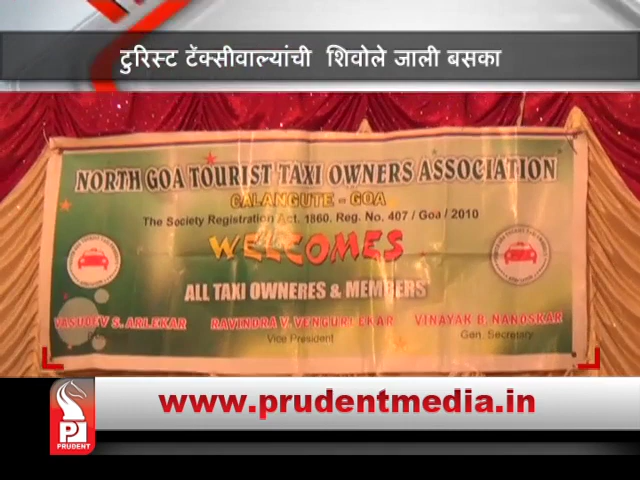 टुरिस्ट टॅक्सीवाल्यांची शिवोले जाली बसका
NORTH GOA TOURIST TAXI OWNERS ASSOCIATION
CALANGUTE - GOA
The Society Registration Act. 1860. Reg. No. 407 / Goa / 2010
WELCOMES
ALL TAXI OWNERES & MEMBERS
VASUDEV S. ARLEKAR RAVINDRA V. VENGURLEKAR VINAYAK B. NANOSKAR
Vice President Gen. Secretary
www.prudentmedia.in
PRUDENT